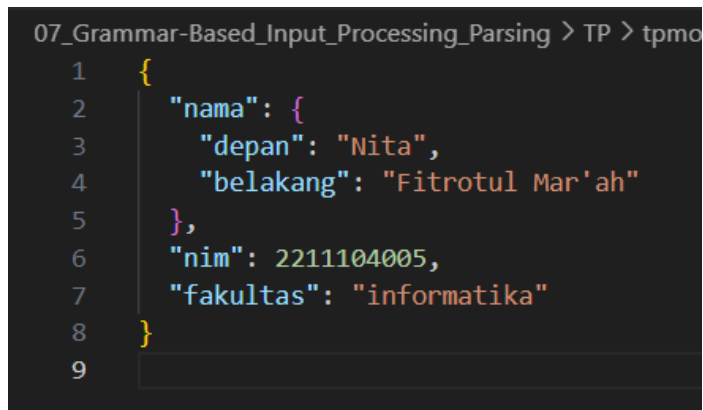 07_Grammar-Based_Input_Processing_Parsing > TP > tpmo
1 {
2 "nama": {
3 "depan": "Nita",
4 "belakang": "Fitrotul Mar'ah"
5 },
6 "nim": 2211104005,
7 "fakultas": "informatika"
8 }
9